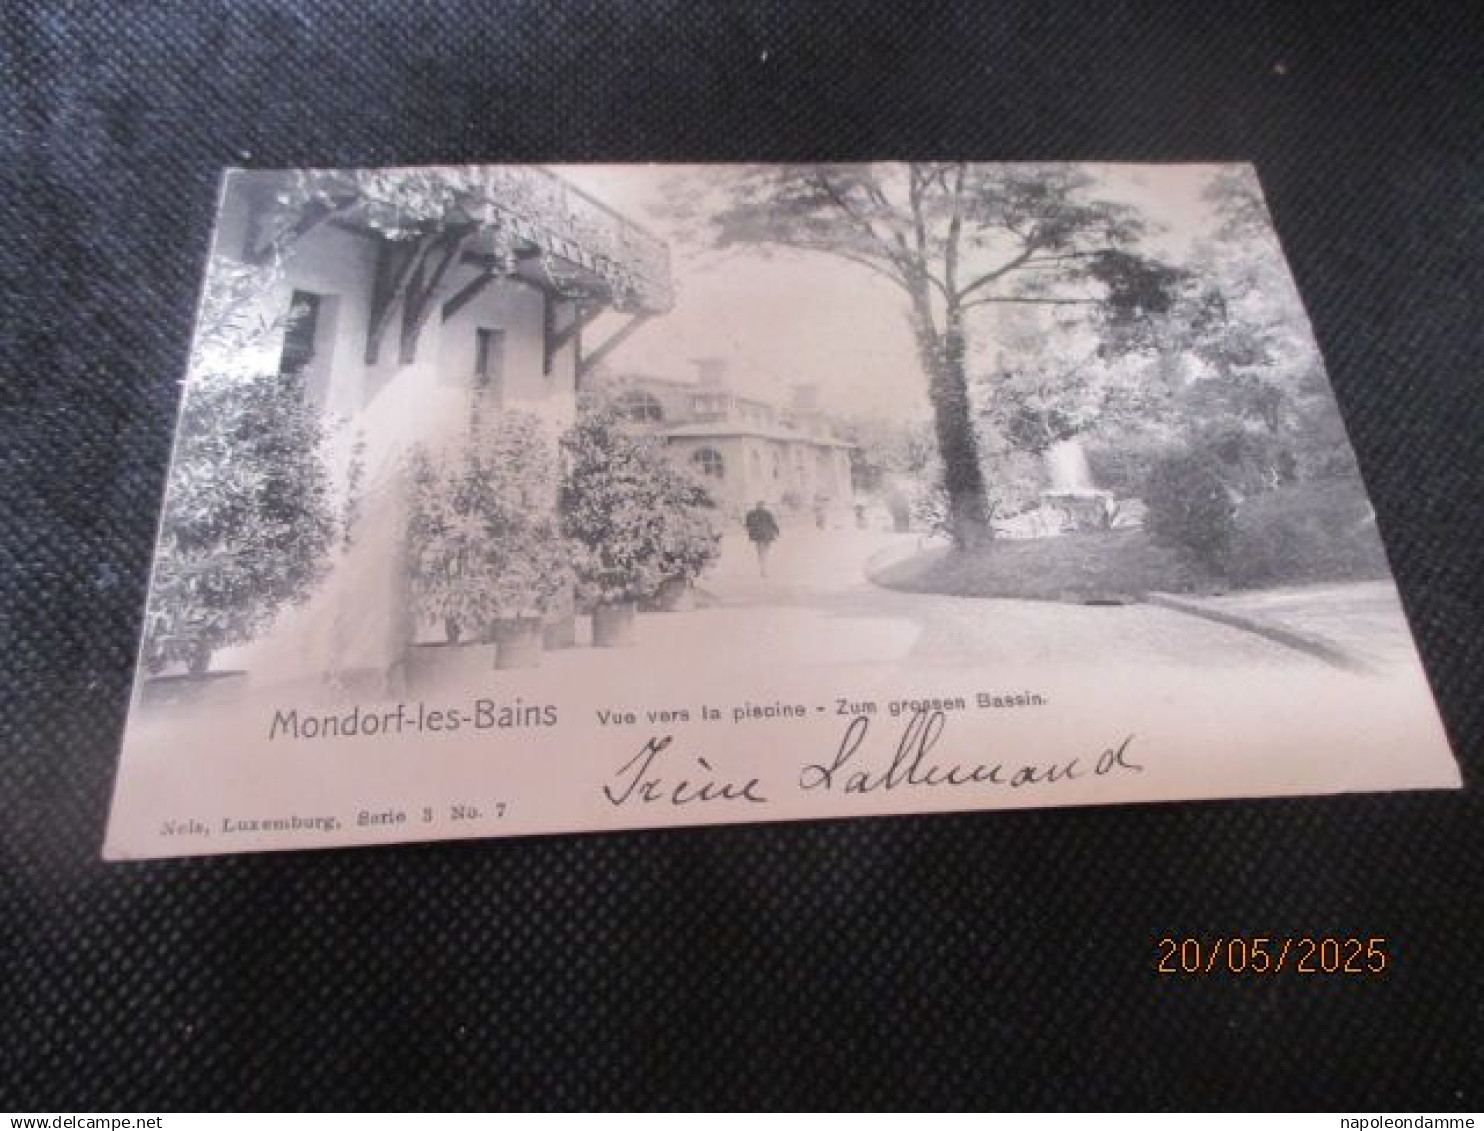 Mondorf-les-Bains Vue vers la piscine - Zum grossen Bassin.
Irène Lallemand
Nels, Luxemburg, Serie 3 No. 7
20/05/2025
delcampe.net
napoleondamme